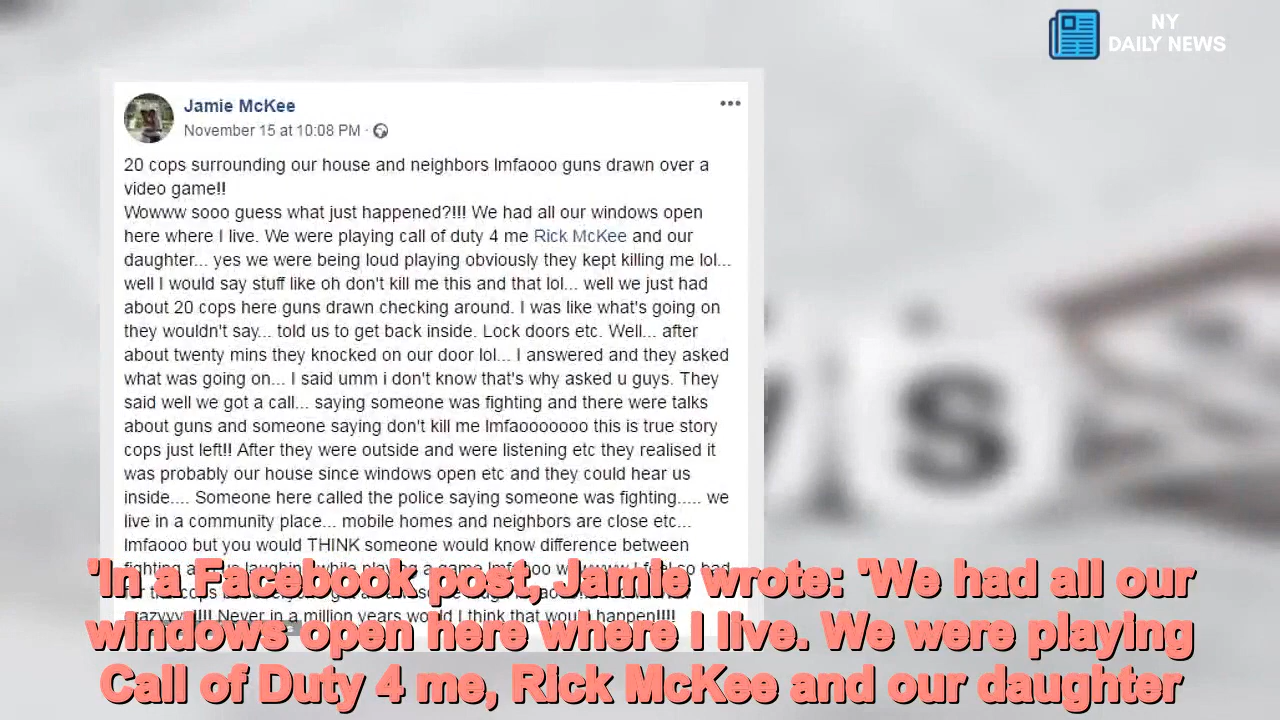 NY
DAILY NEWS
Jamie McKee
November 15 at 10:08 PM
20 cops surrounding our house and neighbors lmfaooo guns drawn over a
video game!!
Wowww sooo guess what just happened?!!! We had all our windows open
here where I live. We were playing call of duty 4 me Rick McKee and our
daughter... yes we were being loud playing obviously they kept killing me lol...
well I would say stuff like oh don't kill me this and that lol... well we just had
about 20 cops here guns drawn checking around. I was like what's going on
they wouldn't say... told us to get back inside. Lock doors etc. Well... after
about twenty mins they knocked on our door lol... I answered and they asked
what was going on... I said umm i don't know that's why asked u guys. They
said well we got a call... saying someone was fighting and there were talks
about guns and someone saying don't kill me lmfaooooooo this is true story
cops just left!! After they were outside and were listening etc they realised it
was probably our house since windows open etc and they could hear us
inside.... Someone here called the police saying someone was fighting..... we
live in a community place... mobile homes and neighbors are close etc...
lmfaooo but you would THINK someone would know difference between
Never in a million years would I think that would happen!!!!
s
'In a Facebook post, Jamie wrote: 'We had all our
windows open here where I live. We were playing
Call of Duty 4 me, Rick McKee and our daughter